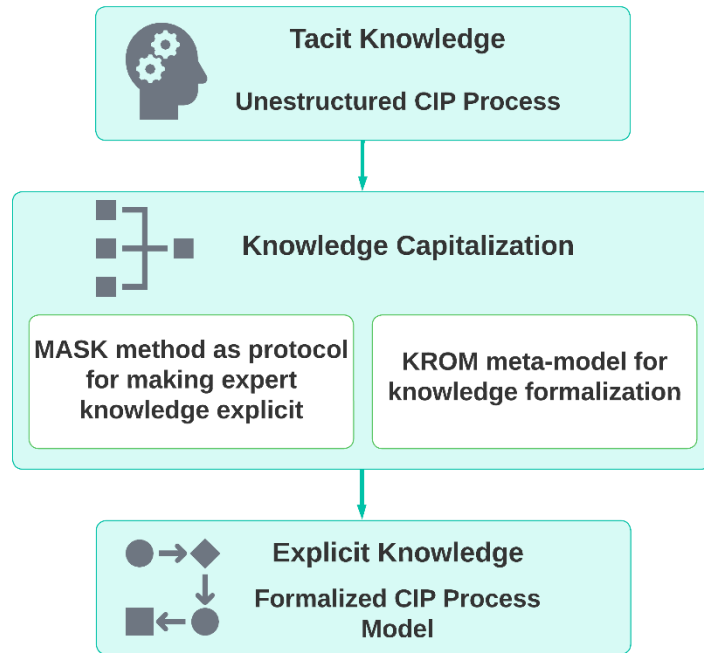 Tacit Knowledge
Unestructured CIP Process
Knowledge Capitalization
MASK method as protocol
for making expert
knowledge explicit
KROM meta-model for
knowledge formalization
Explicit Knowledge
Formalized CIP Process
Model